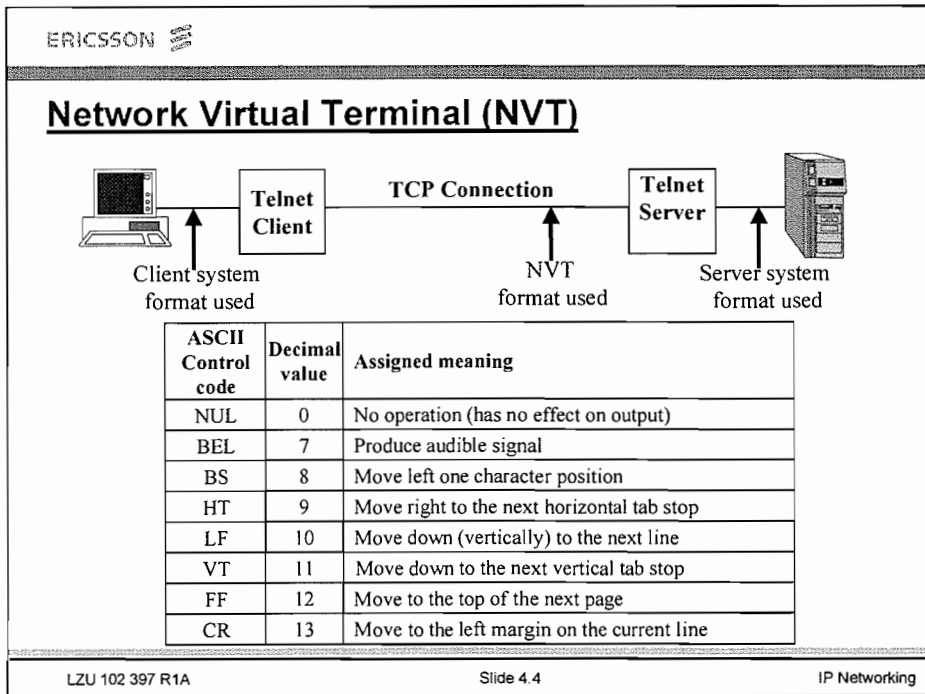 ERICSSON
Network Virtual Terminal (NVT)
Telnet
Client
TCP Connection
Telnet
Server
Client system
format used
NVT
format used
Server system
format used
ASCII
Control
code
Decimal
value
Assigned meaning
NUL 0 No operation (has no effect on output)
BEL 7 Produce audible signal
BS 8 Move left one character position
HT 9 Move right to the next horizontal tab stop
LF 10 Move down (vertically) to the next line
VT 11 Move down to the next vertical tab stop
FF 12 Move to the top of the next page
CR 13 Move to the left margin on the current line
LZU 102 397 R1A Slide 4.4 IP Networking